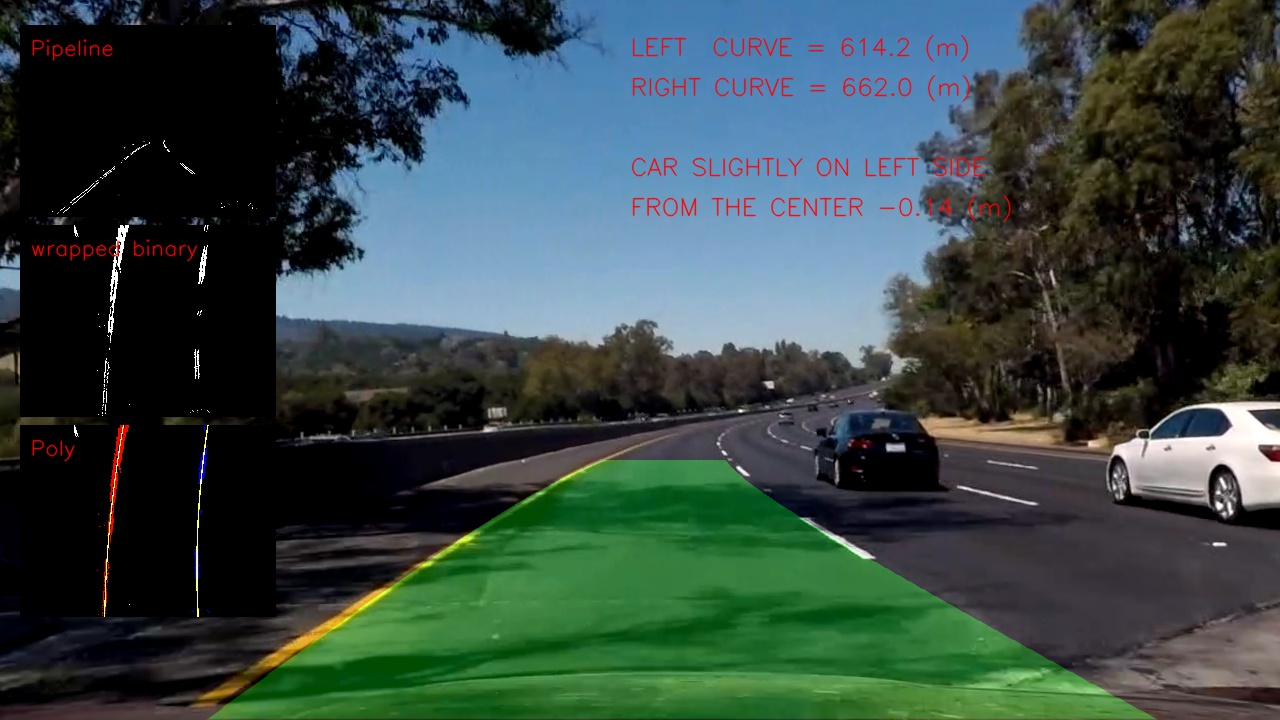 Pipeline
wrapped binary
Poly
LEFT CURVE = 614.2 (m)
RIGHT CURVE = 662.0 (m)
CAR SLIGHTLY ON LEFT SIDE
FROM THE CENTER -0.14 (m)